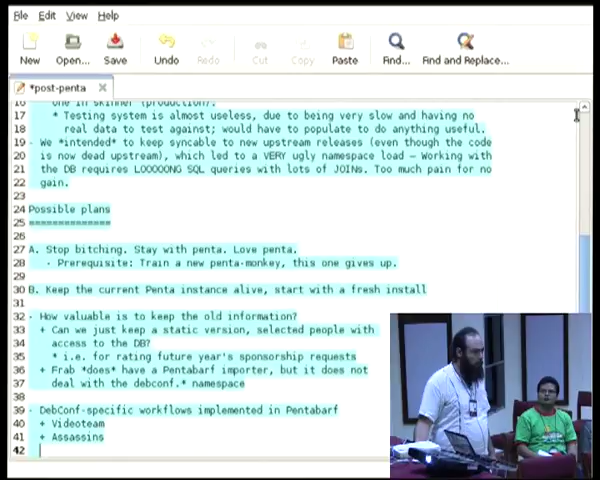 File Edit View Help
New Open... Save Undo Redo Cut Copy Paste Find... Find and Replace...
*post-penta
16 one in skinner (production).
17 * Testing system is almost useless, due to being very slow and having no
18 real data to test against; would have to populate to do anything useful.
19 - We *intended* to keep syncable to new upstream releases (even though the code
20 is now dead upstream), which led to a VERY ugly namespace load — Working with
21 the DB requires LOOOOONG SQL queries with lots of JOINs. Too much pain for no
22 gain.
23
24 Possible plans
25 ==============
26
27 A. Stop bitching. Stay with penta. Love penta.
28 - Prerequisite: Train a new penta-monkey, this one gives up.
29
30 B. Keep the current Penta instance alive, start with a fresh install
31
32 - How valuable is to keep the old information?
33 + Can we just keep a static version, selected people with
34 access to the DB?
35 * i.e. for rating future year's sponsorship requests
36 + Frab *does* have a Pentabarf importer, but it does not
37 deal with the debconf.* namespace
38
39 - DebConf-specific workflows implemented in Pentabarf
40 + Videoteam
41 + Assassins
42